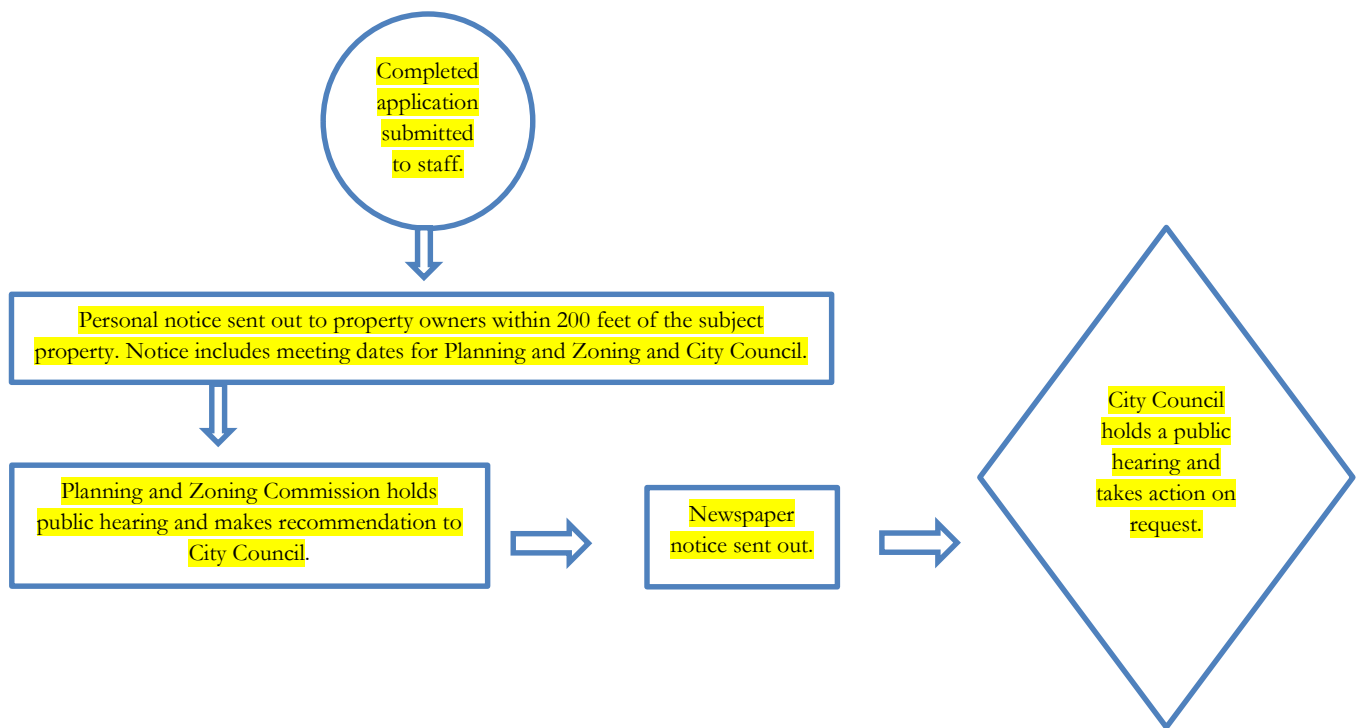 Completed
application
submitted
to staff.
Personal notice sent out to property owners within 200 feet of the subject
property. Notice includes meeting dates for Planning and Zoning and City Council.
Planning and Zoning Commission holds
public hearing and makes recommendation to
City Council.
Newspaper
notice sent out.
City Council
holds a public
hearing and
takes action on
request.